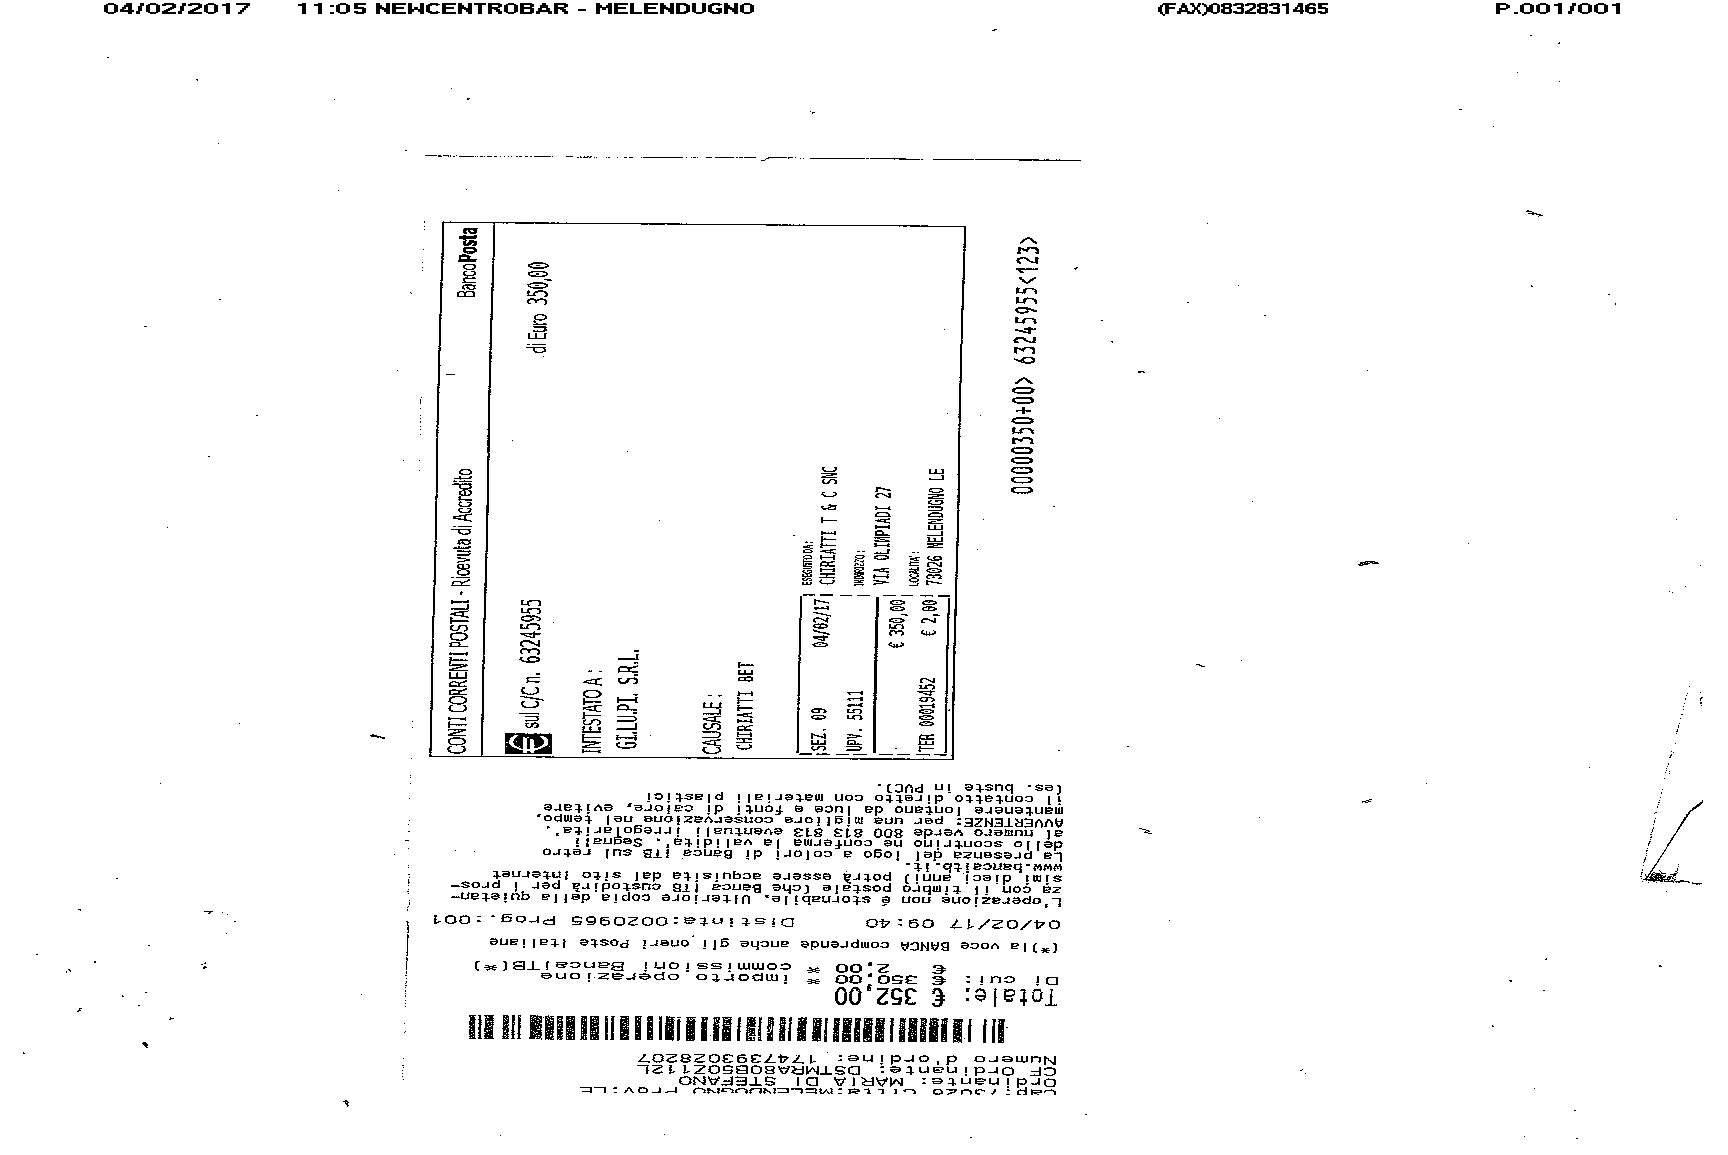 04/02/2017 11:05 NEWCENTROBAR - MELENDUGNO (FAX)0832831465 P.001/001
CONTI CORRENTI POSTALI - Ricevuta di Accredito BancoPosta
sul C/C n. 63245955 di Euro 350,00
INTESTATO A :
GI.LU.PI. S.R.L.
CAUSALE :
CHIRIATTI BET
ESEGUITO DA:
SEZ. 09 04/02/17 CHIRIATTI T & C SNC
UPV. 55111
INDIRIZZO:
€ 350,00 VIA OLIMPIADI 27
LOCALITA':
TER 00019452 € 2,00 73026 MELENDUGNO LE
0000350+00> 63245955<123>
Cap:73026 Citta:MELENDUGNO Prov:LE
Ordinante: MARIA DI STEFANO
CF Ordinante: DSTMRA80B50Z112L
Numero d'ordine: 1747393028207
Totale: € 352,00
Di cui: € 350,00 * importo operazione
€ 2,00 * commissioni BancaITB(*)
(*)la voce BANCA comprende anche gli oneri Poste Italiane
04/02/17 09:40 Distinta:0020965 Prog.:001
L'operazione non é stornabile. Ulteriore copia della quietan-
za con il timbro postale (che Banca ITB custodirà per i pros-
simi dieci anni) potrà essere acquisita dal sito internet
www.bancaitb.it.
La presenza del logo a colori di Banca ITB sul retro
dello scontrino ne conferma la validita'. Segnali
al numero verde 800 813 813 eventuali irregolarita'.
AVVERTENZE: per una migliore conservazione nel tempo,
mantenere lontano da luce e fonti di calore, evitare
il contatto diretto con materiali plastici
(es. buste in PVC).